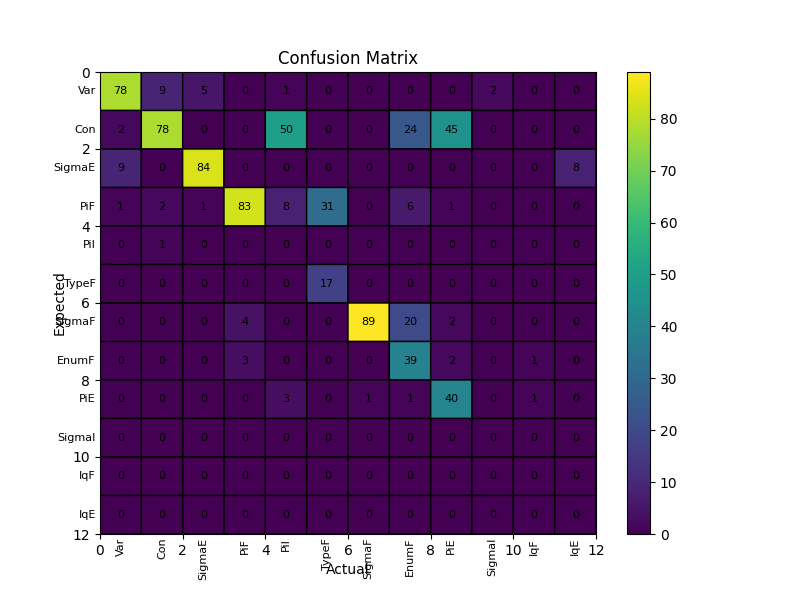 Confusion Matrix
0
Var 78 9 5 0 1 0 0 0 0 2 0 0
Con 2 78 0 0 50 0 0 24 45 0 0 0
2
SigmaE 9 0 84 0 0 0 0 0 0 0 0 8
PiF 1 2 1 83 8 31 0 6 1 0 0 0
4
PiI 0 1 0 0 0 0 0 0 0 0 0 0
TypeF 0 0 0 0 0 17 0 0 0 0 0 0
6
SigmaF 0 0 0 4 0 0 89 20 2 0 0 0
EnumF 0 0 0 3 0 0 0 39 2 0 1 0
8
PiE 0 0 0 0 3 0 1 1 40 0 1 0
SigmaI 0 0 0 0 0 0 0 0 0 0 0 0
10
IqF 0 0 0 0 0 0 0 0 0 0 0 0
IqE 0 0 0 0 0 0 0 0 0 0 0 0
12
Expected
0 2 4 6 8 10 12
Var Con SigmaE PiF PiI TypeF SigmaF EnumF PiE SigmaI IqF IqE
Actual
80
70
60
50
40
30
20
10
0